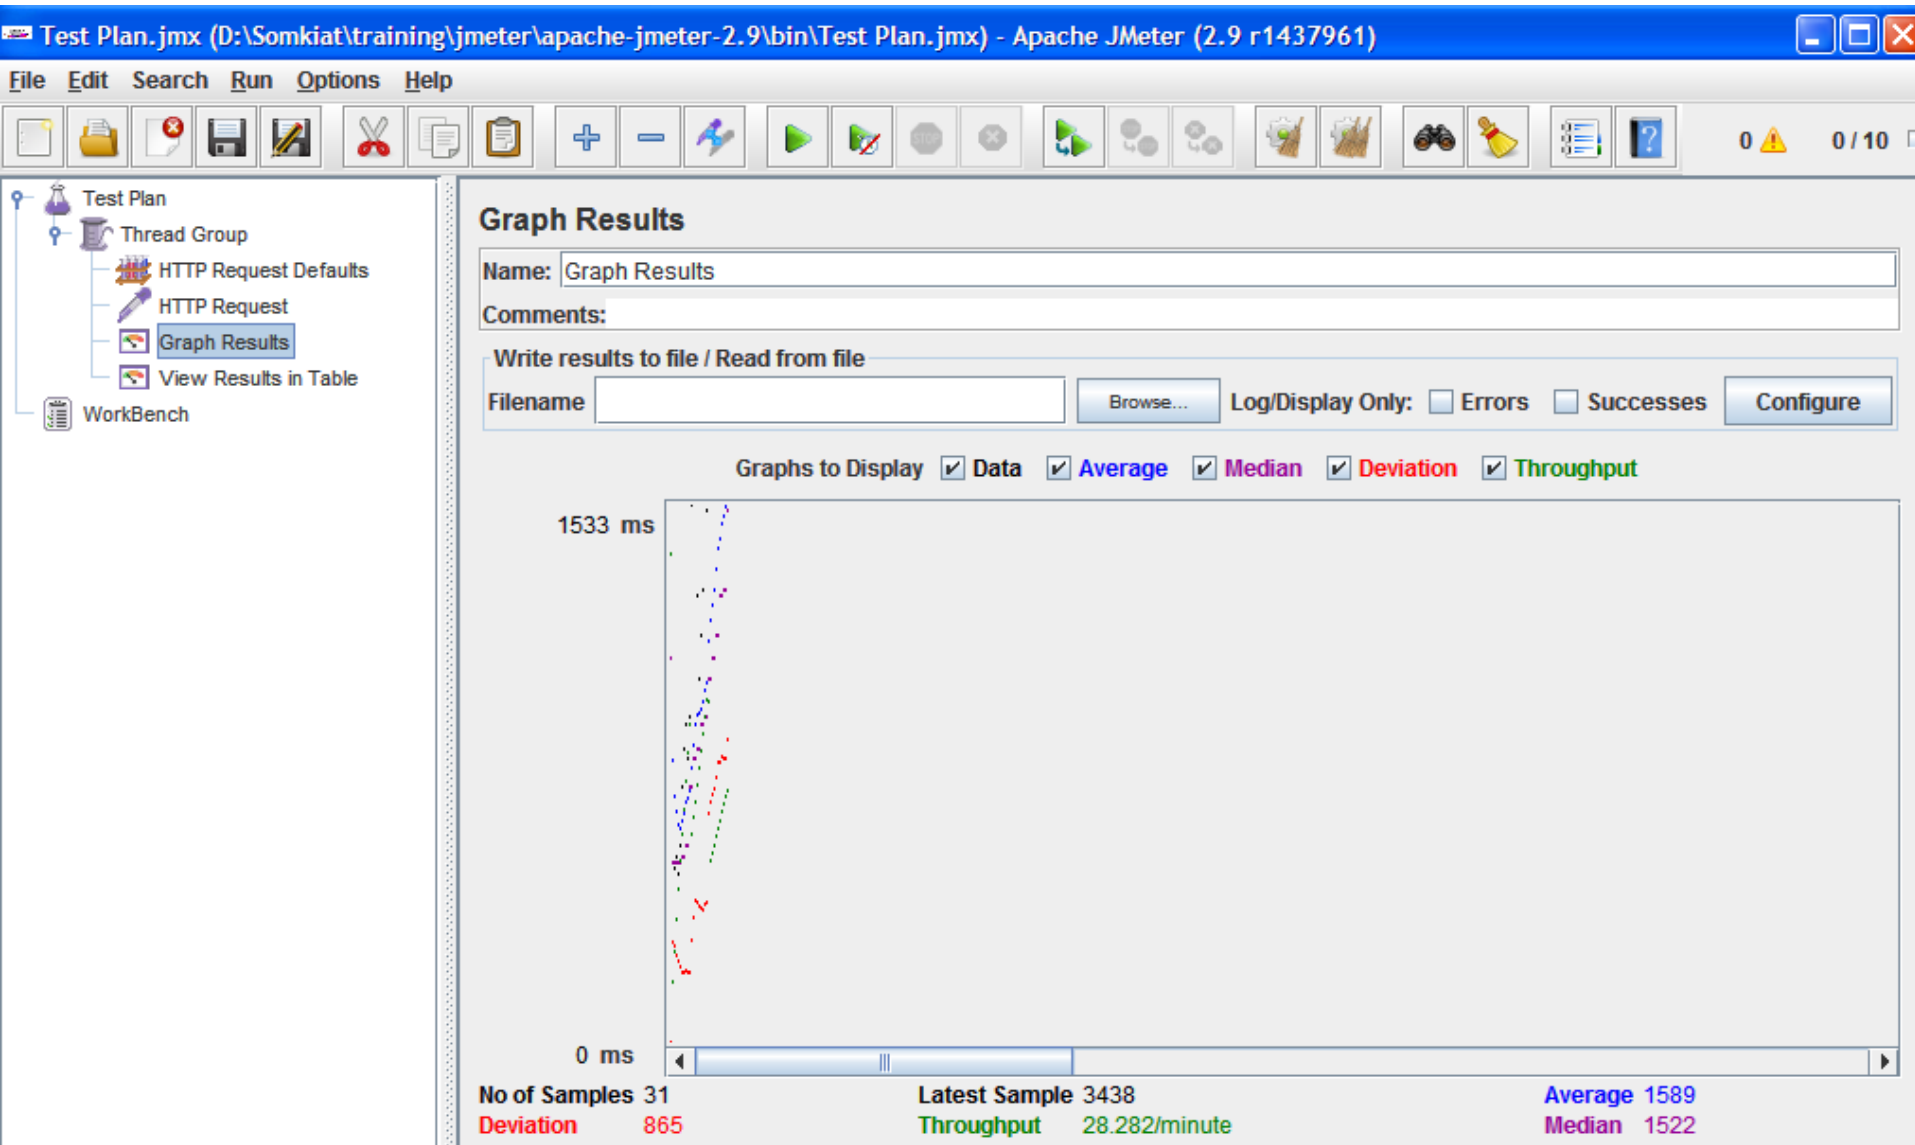 Test Plan.jmx (D:\Somkiat\training\jmeter\apache-jmeter-2.9\bin\Test Plan.jmx) - Apache JMeter (2.9 r1437961)
File Edit Search Run Options Help
STOP
0 0 / 10
Test Plan
Thread Group
HTTP Request Defaults
HTTP Request
Graph Results
View Results in Table
WorkBench
Graph Results
Name: Graph Results
Comments:
Write results to file / Read from file
Filename Browse... Log/Display Only: Errors Successes Configure
Graphs to Display Data Average Median Deviation Throughput
1533 ms
0 ms
No of Samples 31 Latest Sample 3438 Average 1589
Deviation 865 Throughput 28.282/minute Median 1522